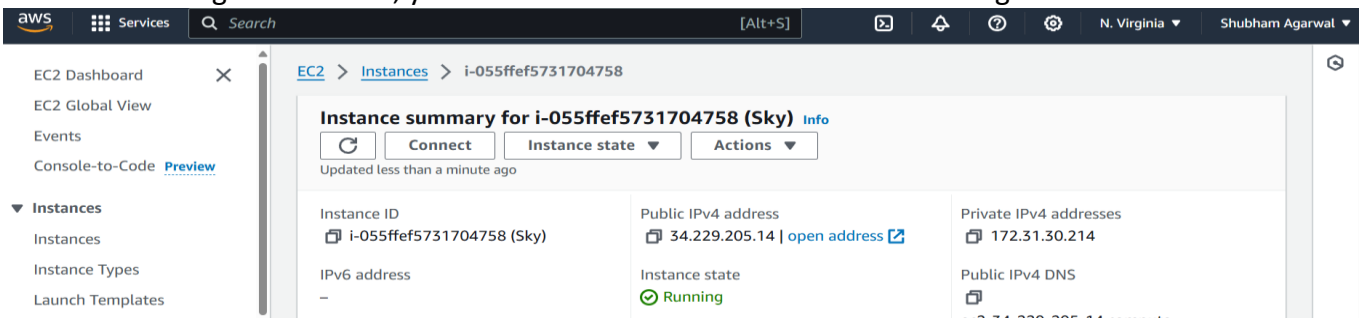 aws Services Search [Alt+S] N. Virginia ▼ Shubham Agarwal ▼
EC2 Dashboard
EC2 Global View
Events
Console-to-Code Preview
▼ Instances
Instances
Instance Types
Launch Templates
EC2 > Instances > i-055ffef5731704758
Instance summary for i-055ffef5731704758 (Sky) Info
Connect Instance state ▼ Actions ▼
Updated less than a minute ago
Instance ID
i-055ffef5731704758 (Sky)
Public IPv4 address
34.229.205.14 | open address
Private IPv4 addresses
172.31.30.214
IPv6 address
–
Instance state
Running
Public IPv4 DNS